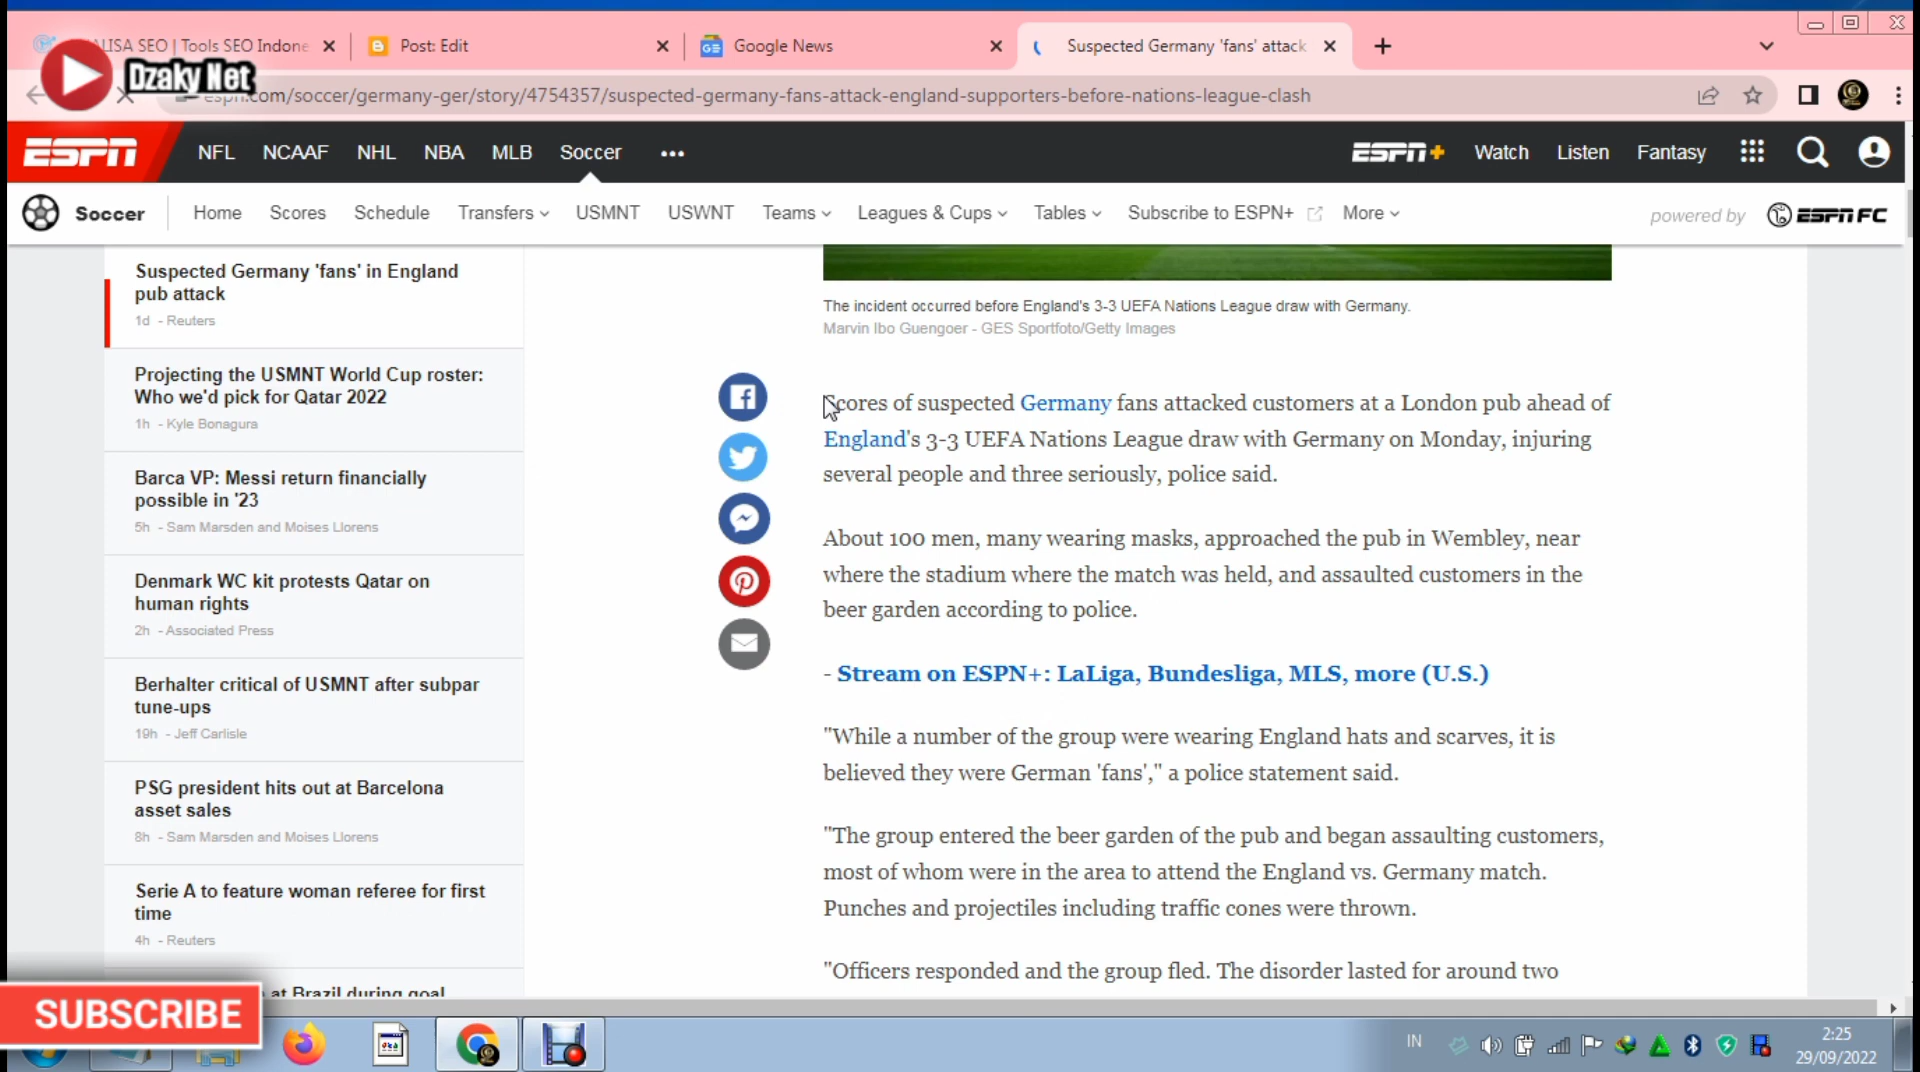 LISA SEO | Tools SEO Indone
Post: Edit
Google News
Suspected Germany 'fans' attack
Dzaky Net
espn.com/soccer/germany-ger/story/4754357/suspected-germany-fans-attack-england-supporters-before-nations-league-clash
ESPN
NFL
NCAAF
NHL
NBA
MLB
Soccer
ESPN+
Watch
Listen
Fantasy
Soccer
Home
Scores
Schedule
Transfers
USMNT
USWNT
Teams
Leagues & Cups
Tables
Subscribe to ESPN+
More
powered by
ESPN FC
Suspected Germany 'fans' in England
pub attack
1d - Reuters
Projecting the USMNT World Cup roster:
Who we'd pick for Qatar 2022
1h - Kyle Bonagura
Barca VP: Messi return financially
possible in '23
5h - Sam Marsden and Moises Llorens
Denmark WC kit protests Qatar on
human rights
2h - Associated Press
Berhalter critical of USMNT after subpar
tune-ups
19h - Jeff Carlisle
PSG president hits out at Barcelona
asset sales
8h - Sam Marsden and Moises Llorens
Serie A to feature woman referee for first
time
4h - Reuters
at Brazil during goal
The incident occurred before England's 3-3 UEFA Nations League draw with Germany.
Marvin Ibo Guengoer - GES Sportfoto/Getty Images
Scores of suspected Germany fans attacked customers at a London pub ahead of
England's 3-3 UEFA Nations League draw with Germany on Monday, injuring
several people and three seriously, police said.
About 100 men, many wearing masks, approached the pub in Wembley, near
where the stadium where the match was held, and assaulted customers in the
beer garden according to police.
- Stream on ESPN+: LaLiga, Bundesliga, MLS, more (U.S.)
"While a number of the group were wearing England hats and scarves, it is
believed they were German 'fans'," a police statement said.
"The group entered the beer garden of the pub and began assaulting customers,
most of whom were in the area to attend the England vs. Germany match.
Punches and projectiles including traffic cones were thrown.
"Officers responded and the group fled. The disorder lasted for around two
SUBSCRIBE
IN
2:25
29/09/2022